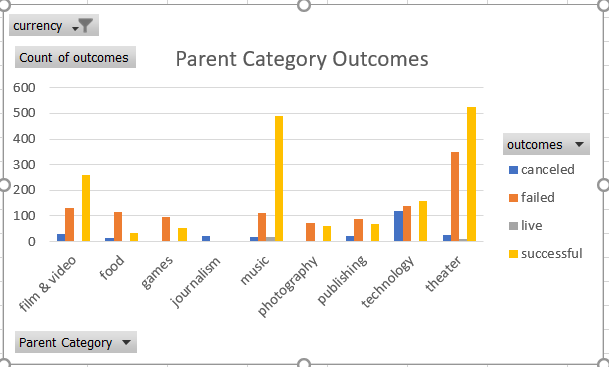 currency
Count of outcomes
Parent Category Outcomes
600
500
400
300
200
100
0
film & video
food
games
journalism
music
photography
publishing
technology
theater
outcomes
canceled
failed
live
successful
Parent Category